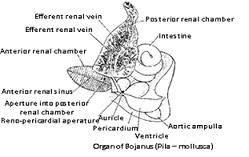 Efferent renal vein
Efferent renal vein
Posterior renal chamber
Intestine
Anterior renal chamber
Anterior renal sinus
Aperture into posterior
renal chamber
Reno-pericardial aperture
Auricle
Pericardium
Ventricle
Aortic ampulla
Organ of Bojanus (Pila – mollusca)